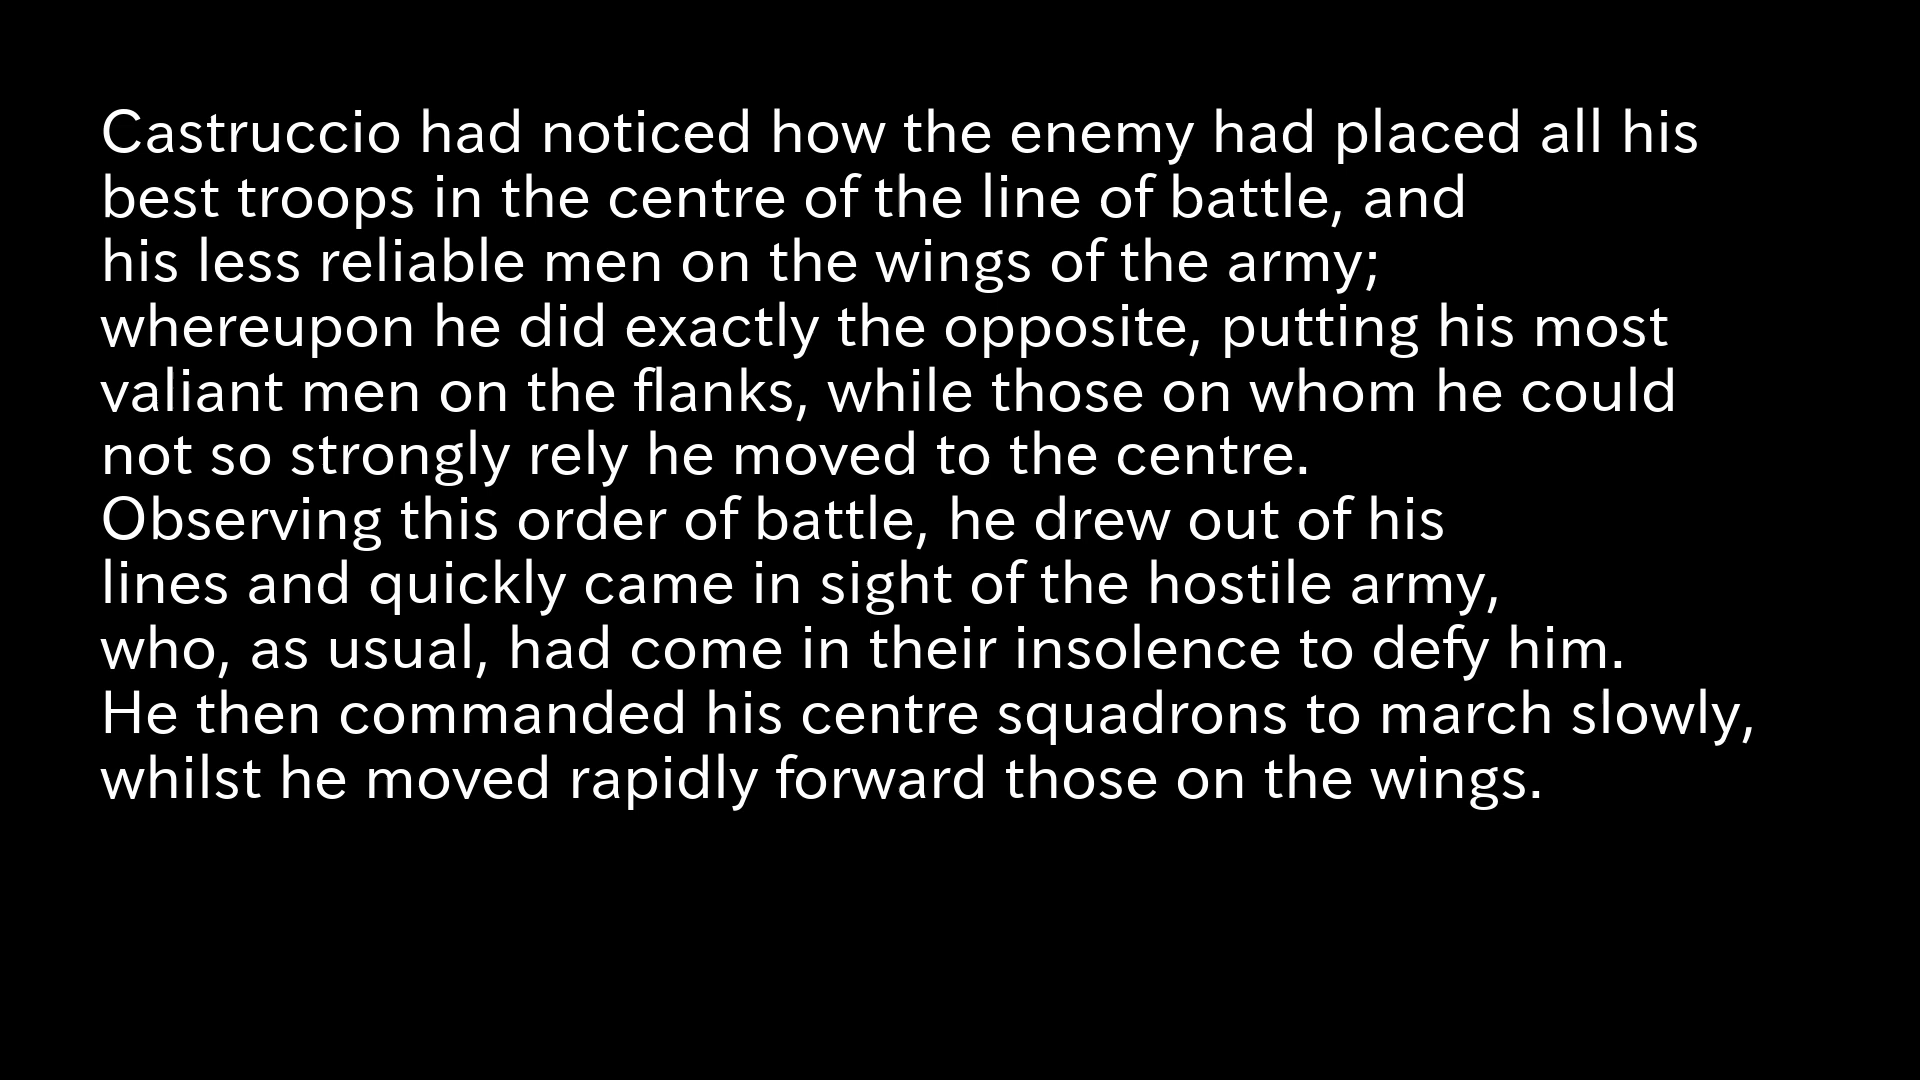 Castruccio had noticed how the enemy had placed all his
best troops in the centre of the line of battle, and
his less reliable men on the wings of the army;
whereupon he did exactly the opposite, putting his most
valiant men on the flanks, while those on whom he could
not so strongly rely he moved to the centre.
Observing this order of battle, he drew out of his
lines and quickly came in sight of the hostile army,
who, as usual, had come in their insolence to defy him.
He then commanded his centre squadrons to march slowly,
whilst he moved rapidly forward those on the wings.